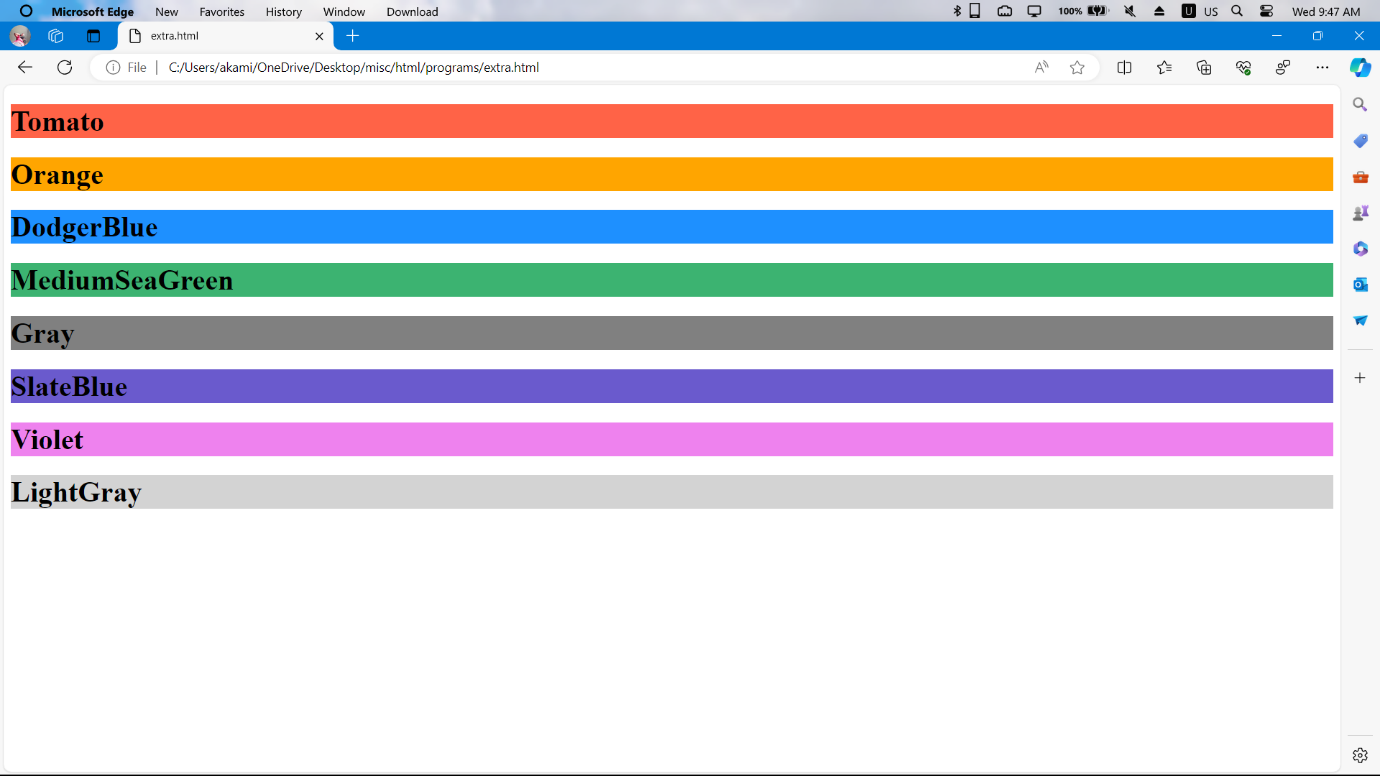 Microsoft Edge New Favorites History Window Download 100% U US Wed 9:47 AM
extra.html
File | C:/Users/akami/OneDrive/Desktop/misc/html/programs/extra.html
Tomato
Orange
DodgerBlue
MediumSeaGreen
Gray
SlateBlue
Violet
LightGray